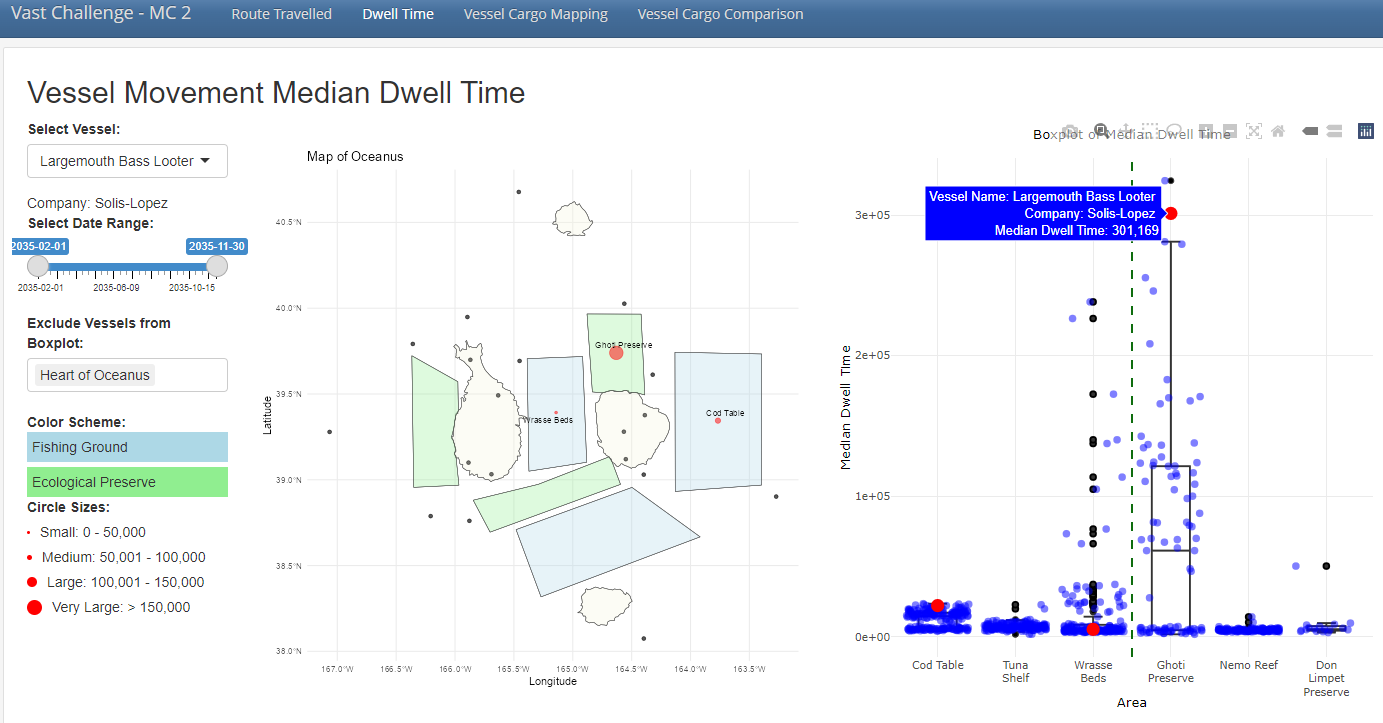 Vast Challenge - MC 2 Route Travelled Dwell Time Vessel Cargo Mapping Vessel Cargo Comparison
Vessel Movement Median Dwell Time
Select Vessel:
Largemouth Bass Looter
Company: Solis-Lopez
Select Date Range:
2035-02-01 2035-11-30
2035-02-01 2035-06-09 2035-10-15
Exclude Vessels from
Boxplot:
Heart of Oceanus
Color Scheme:
Fishing Ground
Ecological Preserve
Circle Sizes:
Small: 0 - 50,000
Medium: 50,001 - 100,000
Large: 100,001 - 150,000
Very Large: > 150,000
Map of Oceanus
40.5°N
40.0°N
39.5°N
39.0°N
38.5°N
38.0°N
Latitude
Ghoti Preserve
Wrasse Beds
Cod Table
167.0°W 166.5°W 166.0°W 165.5°W 165.0°W 164.5°W 164.0°W 163.5°W
Longitude
Boxplot of Median Dwell Time
Vessel Name: Largemouth Bass Looter
Company: Solis-Lopez
Median Dwell Time: 301,169
3e+05
2e+05
1e+05
0e+00
Median Dwell Time
Cod Table
Tuna
Shelf
Wrasse
Beds
Ghoti
Preserve
Nemo Reef
Don
Limpet
Preserve
Area